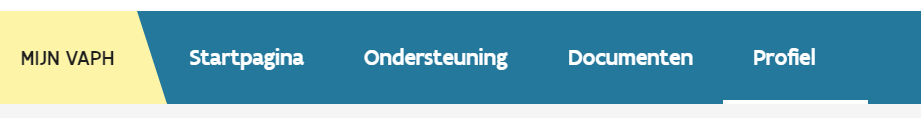 MIJN VAPH Startpagina Ondersteuning Documenten Profiel